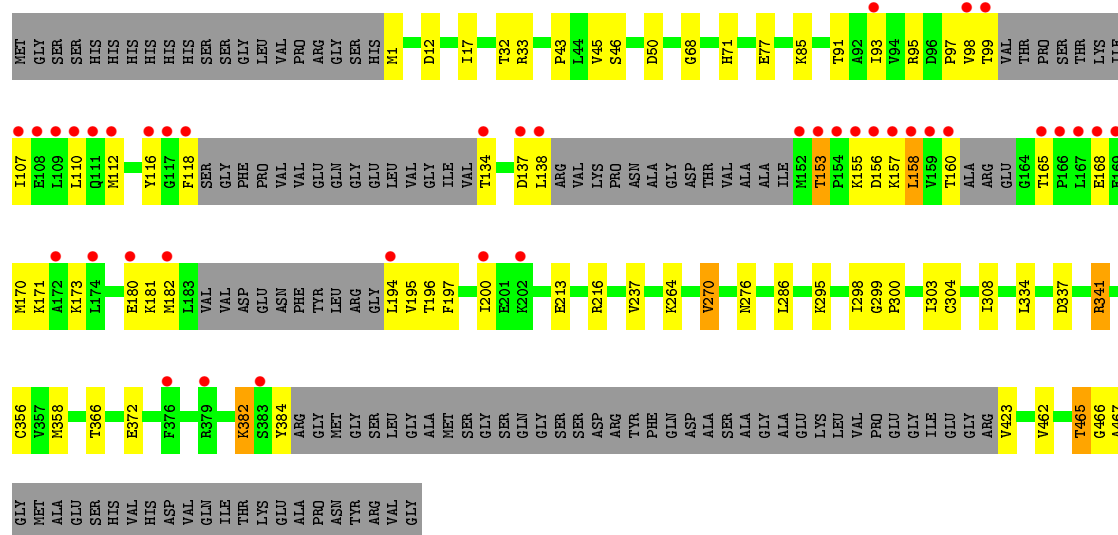 MET GLY SER SER HIS HIS HIS HIS HIS HIS SER SER GLY LEU VAL PRO ARG GLY SER HIS M1 D12 I17 T32 R33 P43 L44 V45 S46 D50 G68 H71 E77 K85 T91 A92 I93 V94 R95 D96 P97 V98 T99 VAL THR PRO SER THR LYS ILE
I107 E108 L109 L110 Q111 M112 Y116 G117 F118 SER GLY PHE PRO VAL VAL GLU GLN GLY GLU LEU VAL GLY ILE VAL T134 D137 L138 ARG VAL LYS PRO ASN ALA GLY ASP THR VAL ALA ALA ILE M152 T153 P154 K155 D156 K157 L158 V159 T160 ALA ARG GLU G164 T165 P166 L167 E168 E169
M170 K171 A172 K173 L174 E180 K181 M182 L183 VAL VAL ASP GLU ASN PHE TYR LEU ARG GLY L194 V195 T196 F197 I200 E201 K202 E213 R216 V237 K264 V270 N276 L286 K295 I298 G299 P300 I303 C304 I308 L334 D337 R341
C356 V357 M358 T366 E372 F376 R379 K382 S383 Y384 ARG GLY MET GLY SER LEU GLY ALA MET SER GLY SER GLN GLY SER SER ASP ARG TYR PHE GLN ASP ALA SER ALA GLY ALA GLU LYS LEU VAL PRO GLU GLY ILE GLU GLY ARG V423 V462 T465 G466 A467
GLY MET ALA GLU SER HIS VAL HIS ASP VAL GLN ILE THR LYS GLU ALA PRO ASN TYR ARG VAL GLY